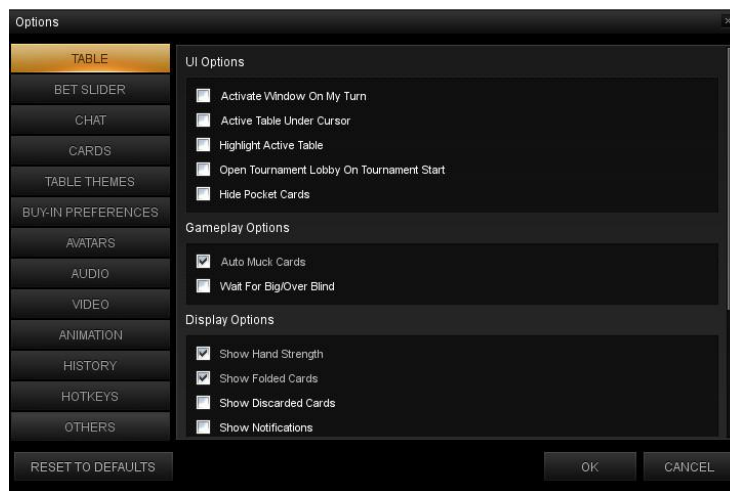 Options
TABLE
BET SLIDER
CHAT
CARDS
TABLE THEMES
BUY-IN PREFERENCES
AVATARS
AUDIO
VIDEO
ANIMATION
HISTORY
HOTKEYS
OTHERS
UI Options
Activate Window On My Turn
Active Table Under Cursor
Highlight Active Table
Open Tournament Lobby On Tournament Start
Hide Pocket Cards
Gameplay Options
Auto Muck Cards
Wait For Big/Over Blind
Display Options
Show Hand Strength
Show Folded Cards
Show Discarded Cards
Show Notifications
RESET TO DEFAULTS
OK
CANCEL